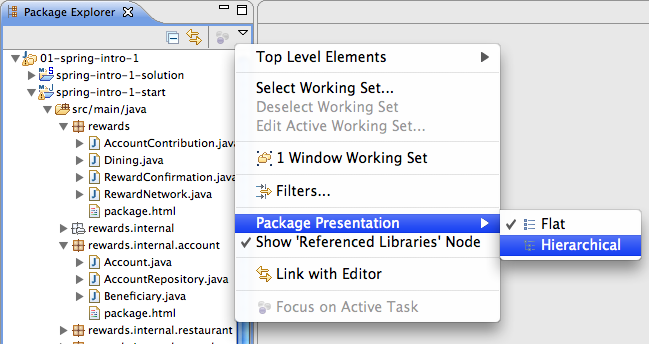 Package Explorer
01-spring-intro-1
spring-intro-1-solution
spring-intro-1-start
src/main/java
rewards
AccountContribution.java
Dining.java
RewardConfirmation.java
RewardNetwork.java
package.html
rewards.internal
rewards.internal.account
Account.java
AccountRepository.java
Beneficiary.java
package.html
rewards.internal.restaurant
Top Level Elements
Select Working Set...
Deselect Working Set
Edit Active Working Set...
1 Window Working Set
Filters...
Package Presentation
Show 'Referenced Libraries' Node
Link with Editor
Focus on Active Task
Flat
Hierarchical